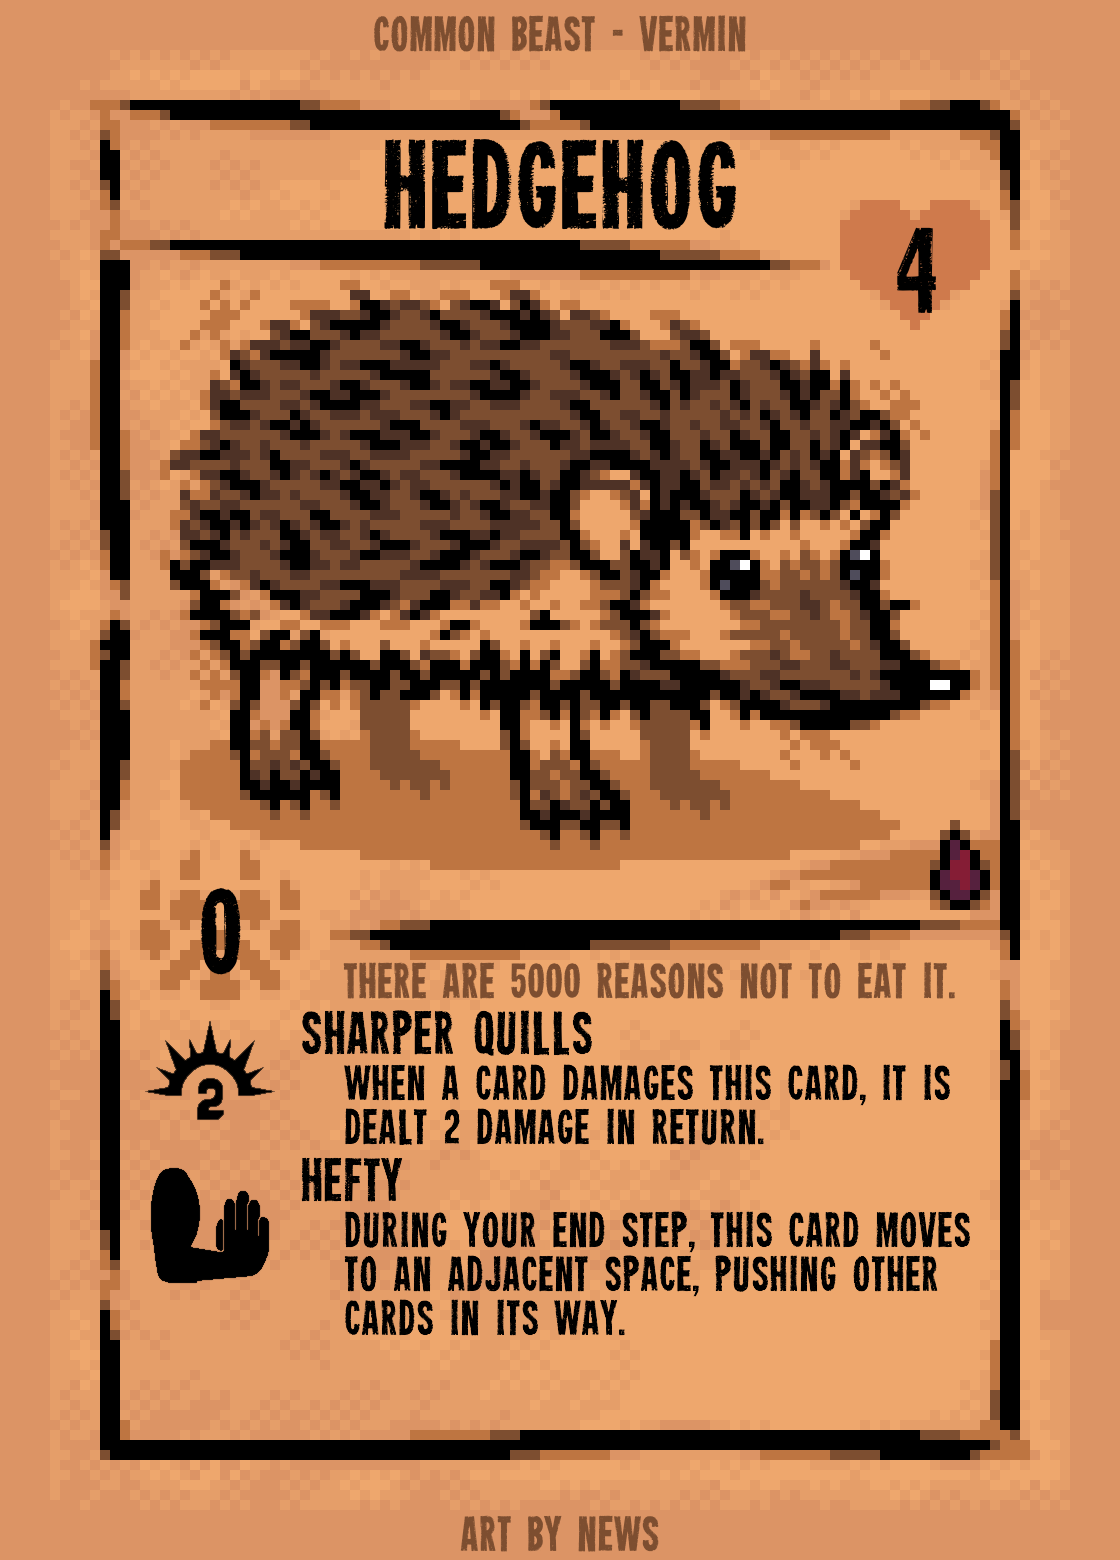 COMMON BEAST - VERMIN
HEDGEHOG
4
0
THERE ARE 5000 REASONS NOT TO EAT IT.
SHARPER QUILLS
2
WHEN A CARD DAMAGES THIS CARD, IT IS
DEALT 2 DAMAGE IN RETURN.
HEFTY
DURING YOUR END STEP, THIS CARD MOVES
TO AN ADJACENT SPACE, PUSHING OTHER
CARDS IN ITS WAY.
ART BY NEWS